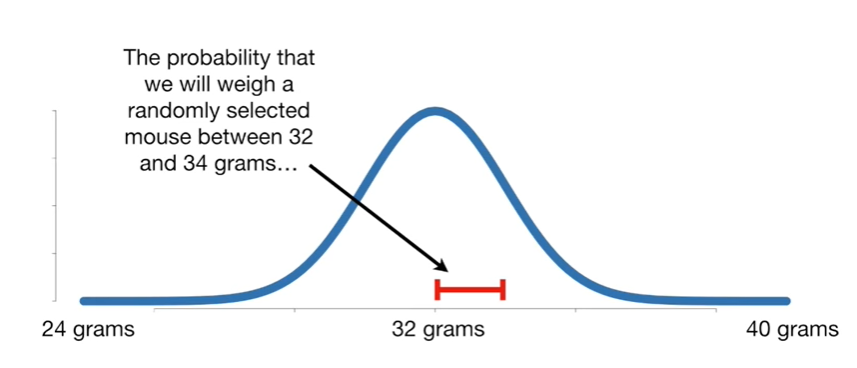 The probability that
we will weigh a
randomly selected
mouse between 32
and 34 grams...
24 grams
32 grams
40 grams